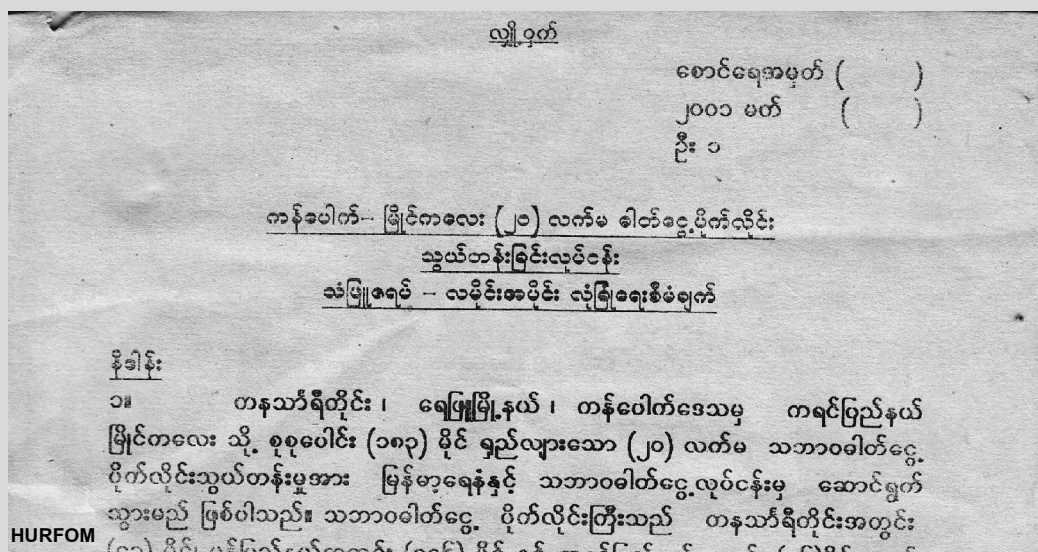 လျှို့ဝှက်
စောင်ရေအမှတ် (        )
၂၀၀၁ မတ် (        )
ဦး ၁
ကန်ပေါက်- မြိုင်ကလေး (၂၀) လက်မ ဓါတ်ငွေ့ပိုက်လိုင်း
သွယ်တန်းခြင်းလုပ်ငန်း
သံဖြူဇရပ် - လမိုင်းအပိုင်း လုံခြုံရေးစီမံချက်
နိဒါန်း
၁။ တနင်္သာရီတိုင်း ၊ ရေဖြူမြို့နယ် ၊ ကန်ပေါက်ဒေသမှ ကရင်ပြည်နယ်
မြိုင်ကလေး သို့ စုစုပေါင်း (၁၈၃) မိုင် ရှည်လျားသော (၂၀) လက်မ သဘာဝဓါတ်ငွေ့
ပိုက်လိုင်းသွယ်တန်းမှုအား မြန်မာ့ရေနံနှင့် သဘာဝဓါတ်ငွေ့လုပ်ငန်းမှ ဆောင်ရွက်
သွားမည် ဖြစ်ပါသည်။ သဘာဝဓါတ်ငွေ့ ပိုက်လိုင်းကြီးသည် တနင်္သာရီတိုင်းအတွင်း
HURFOM